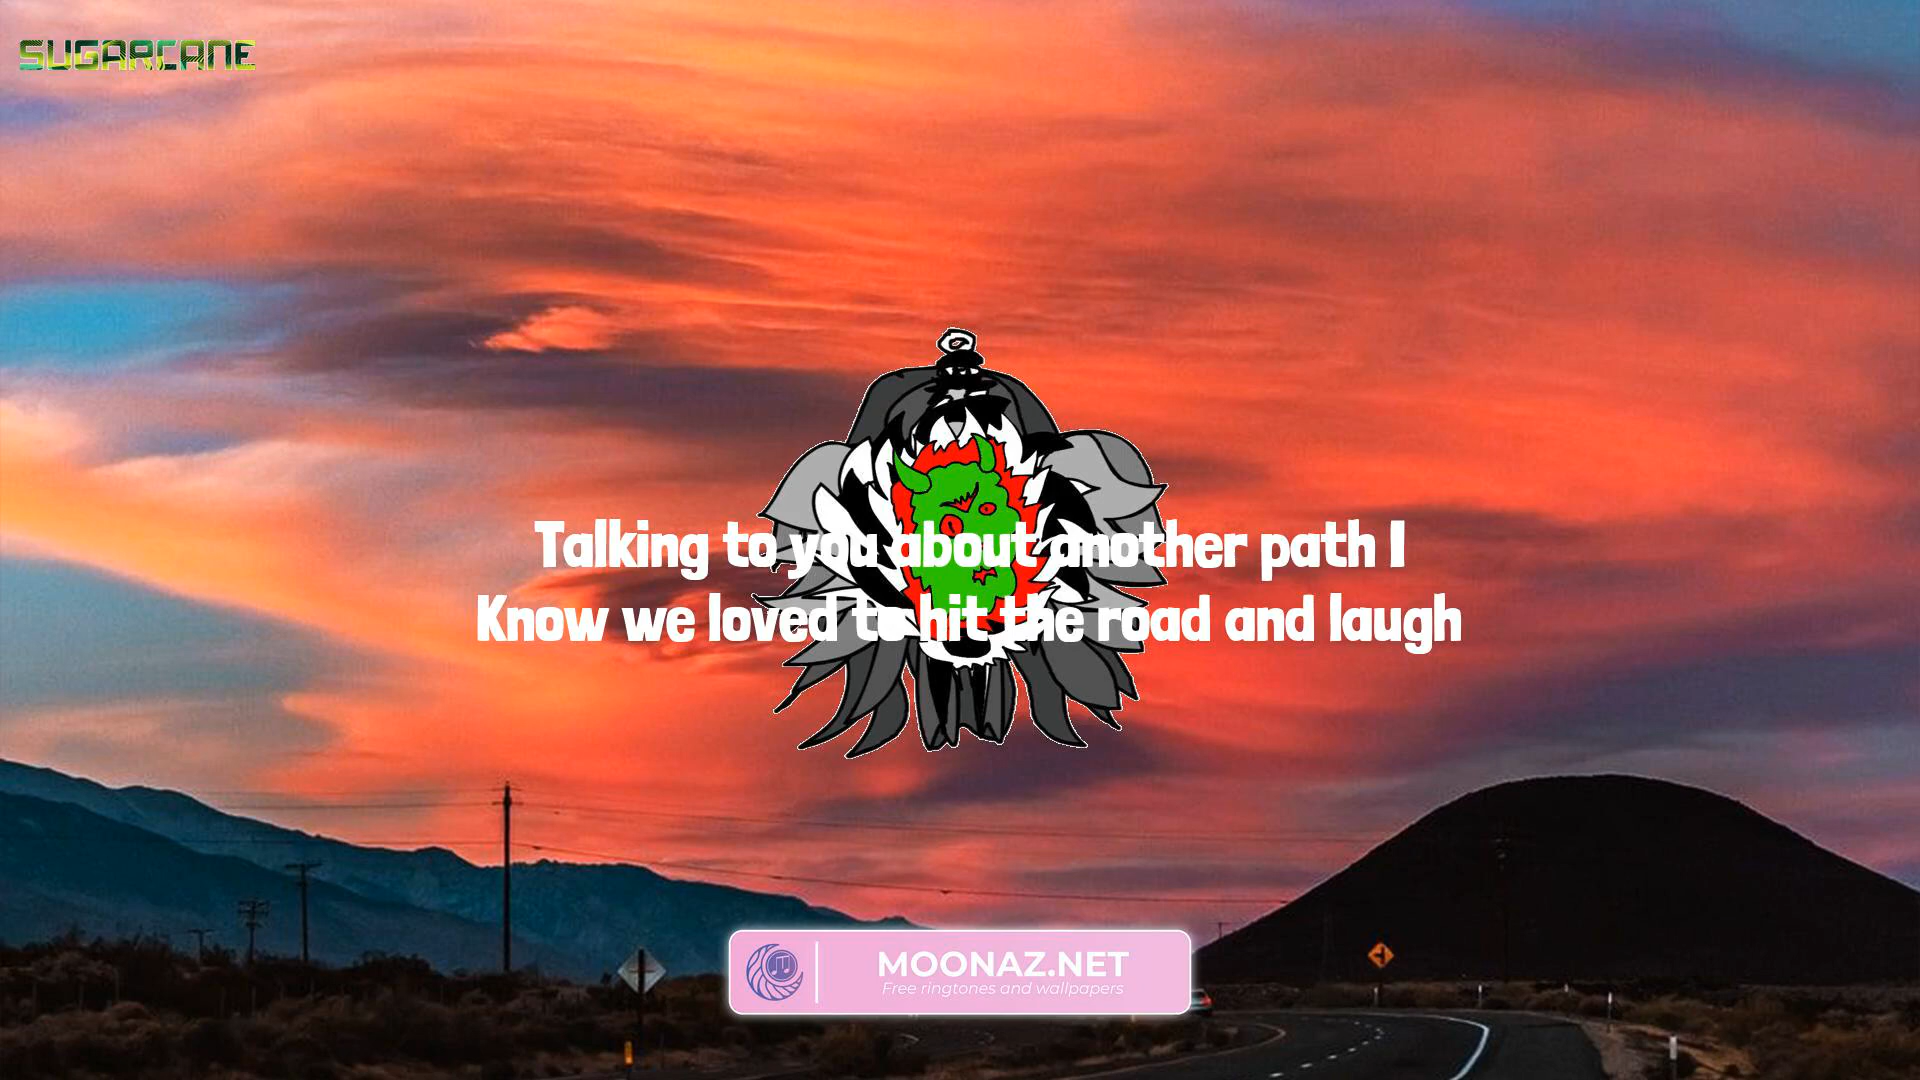 SUGARCANE
Talking to you about another path I
Know we loved to hit the road and laugh
MOONAZ.NET
Free ringtones and wallpapers